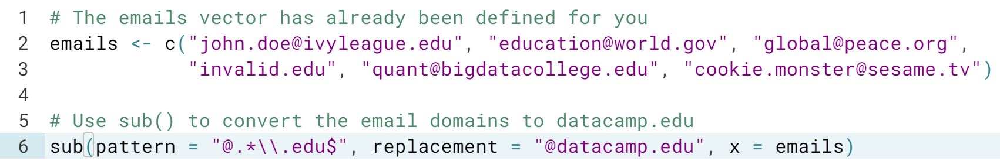 1 # The emails vector has already been defined for you
2 emails <- c("john.doe@ivyleague.edu", "education@world.gov", "global@peace.org",
3 "invalid.edu", "quant@bigdatacollege.edu", "cookie.monster@sesame.tv")
4
5 # Use sub() to convert the email domains to datacamp.edu
6 sub(pattern = "@.*\\.edu$", replacement = "@datacamp.edu", x = emails)